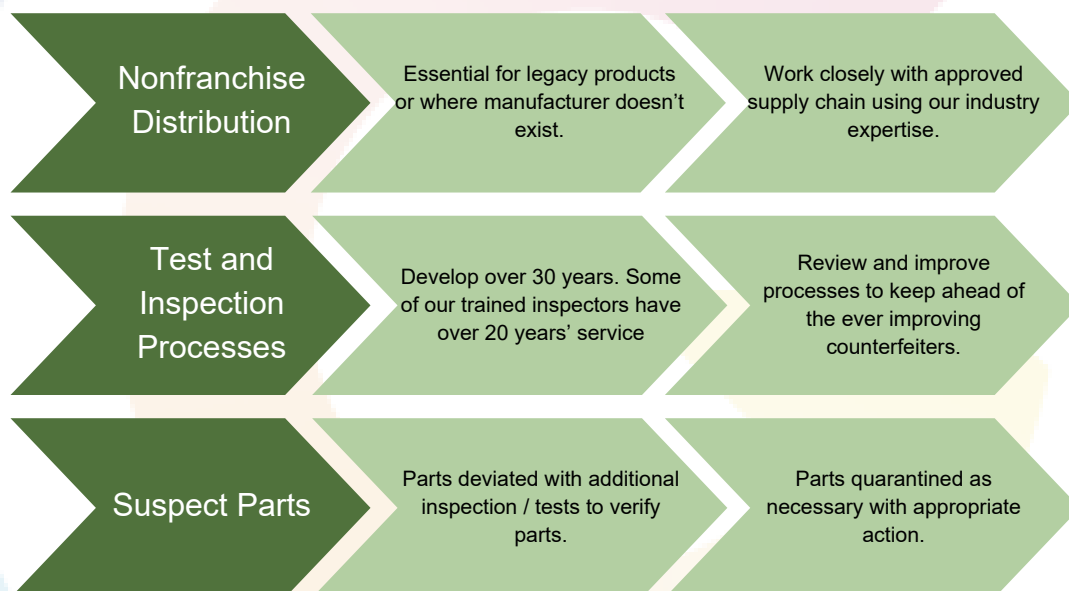 Nonfranchise
Distribution
Essential for legacy products
or where manufacturer doesn’t
exist.
Work closely with approved
supply chain using our industry
expertise.
Test and
Inspection
Processes
Develop over 30 years. Some
of our trained inspectors have
over 20 years’ service
Review and improve
processes to keep ahead of
the ever improving
counterfeiters.
Suspect Parts
Parts deviated with additional
inspection / tests to verify
parts.
Parts quarantined as
necessary with appropriate
action.